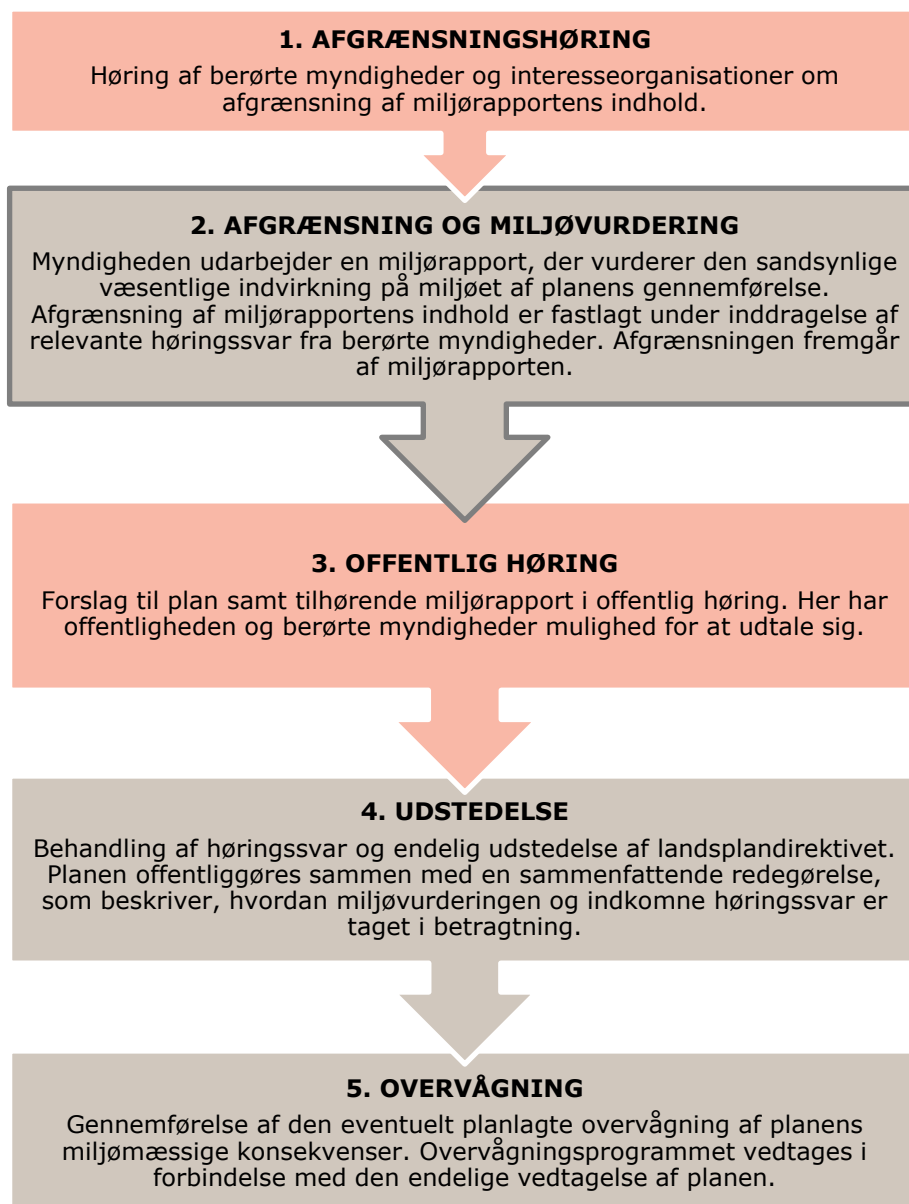 1. AFGRÆNSNINGSHØRING
Høring af berørte myndigheder og interesseorganisationer om
afgrænsning af miljørapportens indhold.
2. AFGRÆNSNING OG MILJØVURDERING
Myndigheden udarbejder en miljørapport, der vurderer den sandsynlige
væsentlige indvirkning på miljøet af planens gennemførelse.
Afgrænsning af miljørapportens indhold er fastlagt under inddragelse af
relevante høringssvar fra berørte myndigheder. Afgrænsningen fremgår
af miljørapporten.
3. OFFENTLIG HØRING
Forslag til plan samt tilhørende miljørapport i offentlig høring. Her har
offentligheden og berørte myndigheder mulighed for at udtale sig.
4. UDSTEDELSE
Behandling af høringssvar og endelig udstedelse af landsplandirektivet.
Planen offentliggøres sammen med en sammenfattende redegørelse,
som beskriver, hvordan miljøvurderingen og indkomne høringssvar er
taget i betragtning.
5. OVERVÅGNING
Gennemførelse af den eventuelt planlagte overvågning af planens
miljømæssige konsekvenser. Overvågningsprogrammet vedtages i
forbindelse med den endelige vedtagelse af planen.